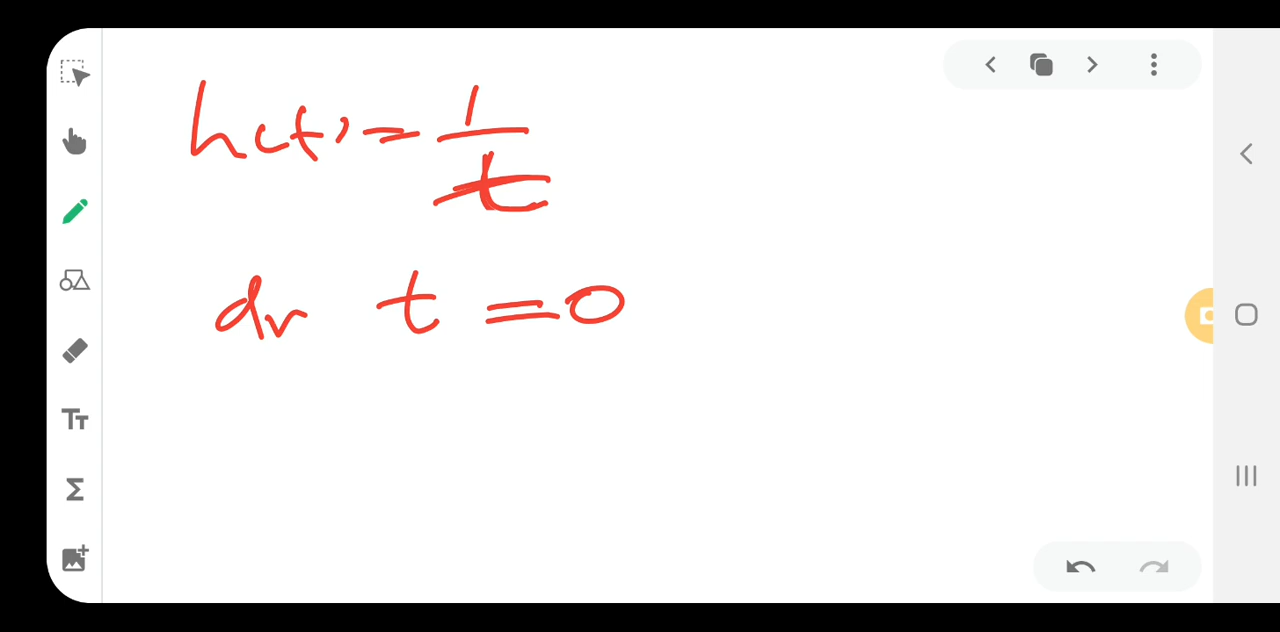 h(t) = 1/t
dr t = 0